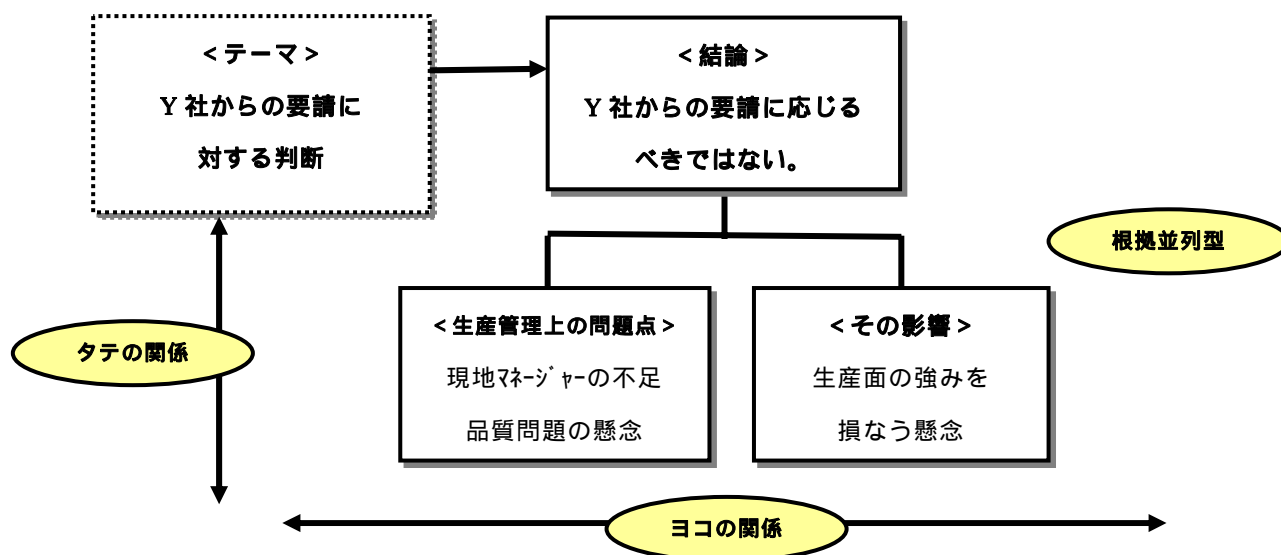 <テーマ>
Y 社からの要請に
対する判断
<結論>
Y 社からの要請に応じる
べきではない。
根拠並列型
タテの関係
<生産管理上の問題点>
現地ﾏﾈｰｼﾞｬｰの不足
品質問題の懸念
<その影響>
生産面の強みを
損なう懸念
ヨコの関係